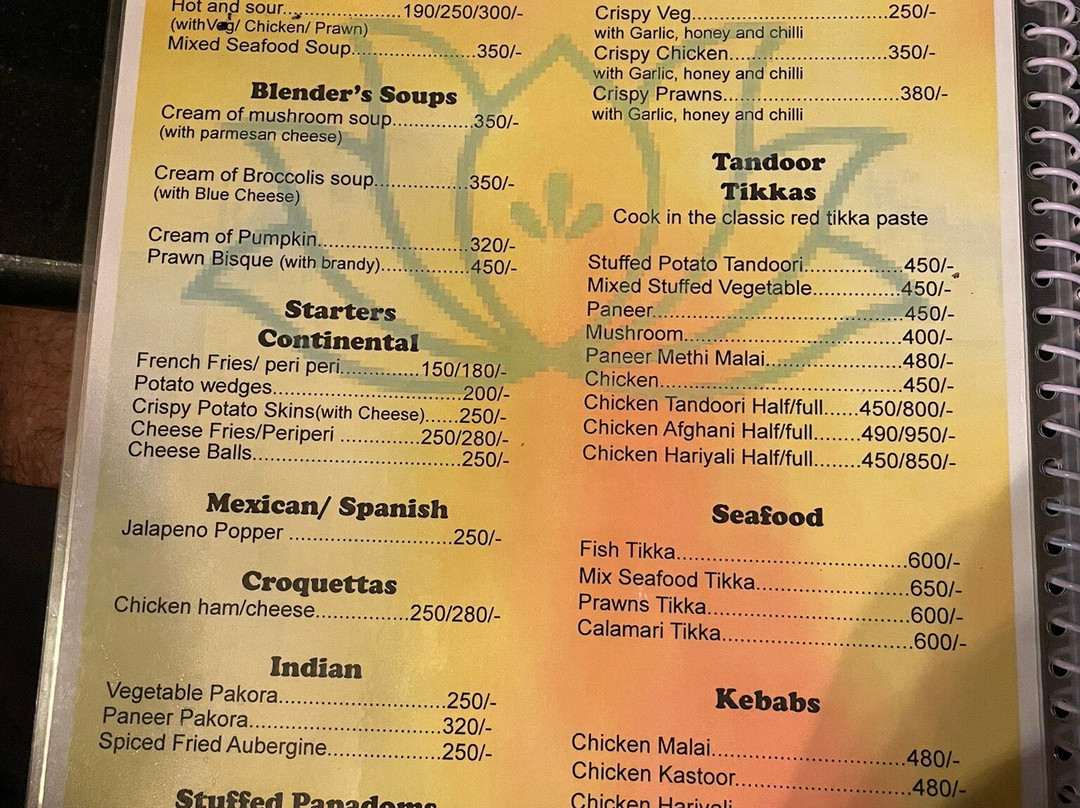 Hot and sour....................190/250/300/-
(withVeg/ Chicken/ Prawn)
Mixed Seafood Soup.....................350/-
Blender's Soups
Cream of mushroom soup..............350/-
(with parmesan cheese)
Cream of Broccolis soup................350/-
(with Blue Cheese)
Cream of Pumpkin..........................320/-
Prawn Bisque (with brandy)...............450/-
Starters
Continental
French Fries/ peri peri.............150/180/-
Potato wedges................................200/-
Crispy Potato Skins(with Cheese).....250/-
Cheese Fries/Periperi ..............250/280/-
Cheese Balls...................................250/-
Mexican/ Spanish
Jalapeno Popper ............................250/-
Croquettas
Chicken ham/cheese................250/280/-
Indian
Vegetable Pakora............................250/-
Paneer Pakora................................320/-
Spiced Fried Aubergine...................250/-
Stuffed Papadoms
Crispy Veg.................................250/-
with Garlic, honey and chilli
Crispy Chicken...........................350/-
with Garlic, honey and chilli
Crispy Prawns..............................380/-
with Garlic, honey and chilli
Tandoor
Tikkas
Cook in the classic red tikka paste
Stuffed Potato Tandoori.................450/-
Mixed Stuffed Vegetable...............450/-
Paneer...........................................450/-
Mushroom.....................................400/-
Paneer Methi Malai.......................480/-
Chicken..........................................450/-
Chicken Tandoori Half/full......450/800/-
Chicken Afghani Half/full........490/950/-
Chicken Hariyali Half/full........450/850/-
Seafood
Fish Tikka.......................................600/-
Mix Seafood Tikka..........................650/-
Prawns Tikka..................................600/-
Calamari Tikka................................600/-
Kebabs
Chicken Malai.................................480/-
Chicken Kastoor..............................480/-
Chicken Hariyali